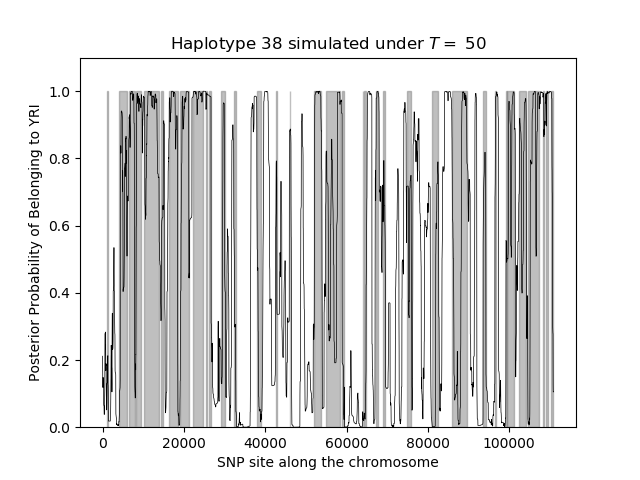 Haplotype 38 simulated under T = 50
Posterior Probability of Belonging to YRI
1.0
0.8
0.6
0.4
0.2
0.0
0 20000 40000 60000 80000 100000
SNP site along the chromosome